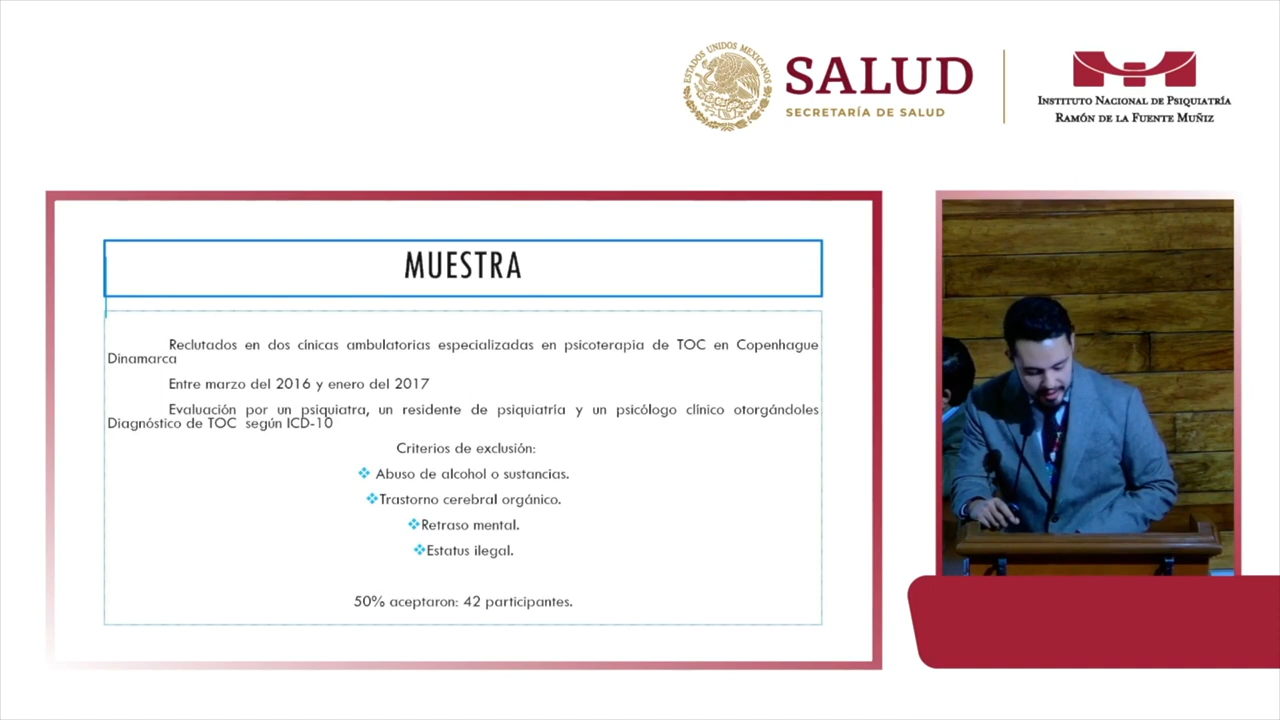 ESTADOS UNIDOS MEXICANOS
SALUD
SECRETARÍA DE SALUD
INSTITUTO NACIONAL DE PSIQUIATRÍA
RAMÓN DE LA FUENTE MUÑIZ
MUESTRA
Reclutados en dos cínicas ambulatorias especializadas en psicoterapia de TOC en Copenhague
Dinamarca
Entre marzo del 2016 y enero del 2017
Evaluación por un psiquiatra, un residente de psiquiatría y un psicólogo clínico otorgándoles
Diagnóstico de TOC según ICD-10
Criterios de exclusión:
❖ Abuso de alcohol o sustancias.
❖Trastorno cerebral orgánico.
❖Retraso mental.
❖Estatus ilegal.
50% aceptaron: 42 participantes.